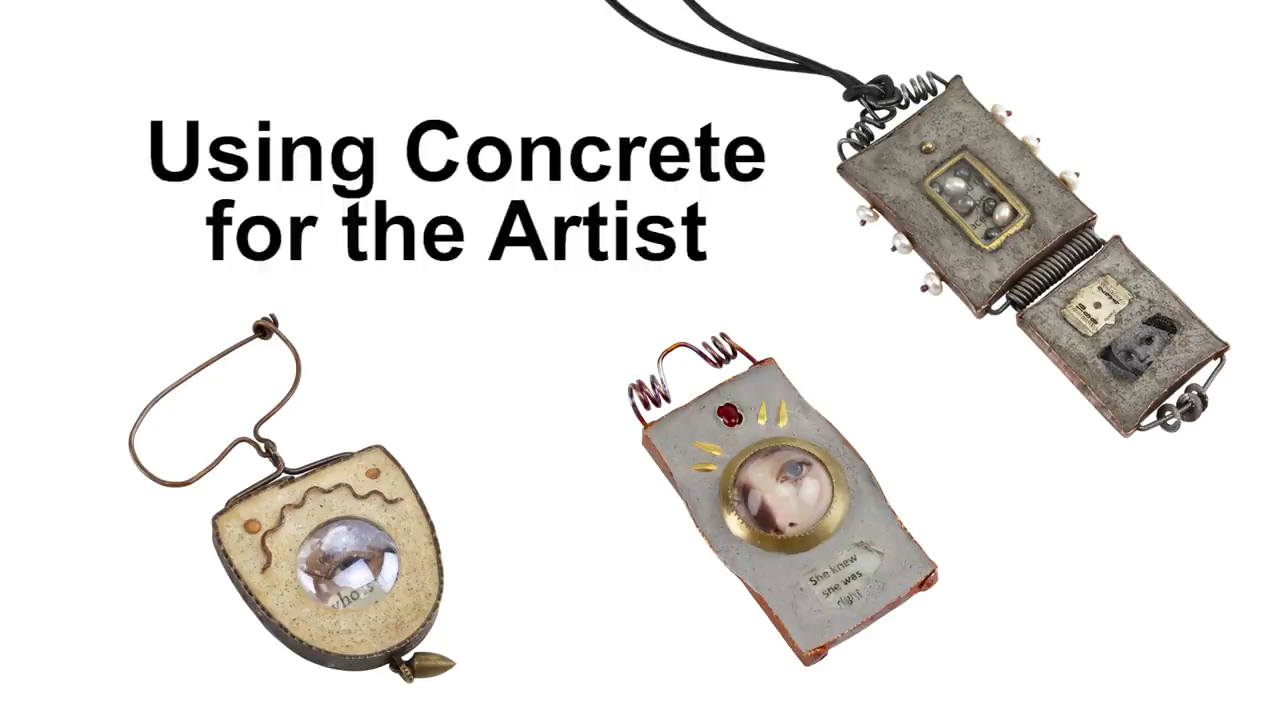 Using Concrete
for the Artist
She knew
she was
right